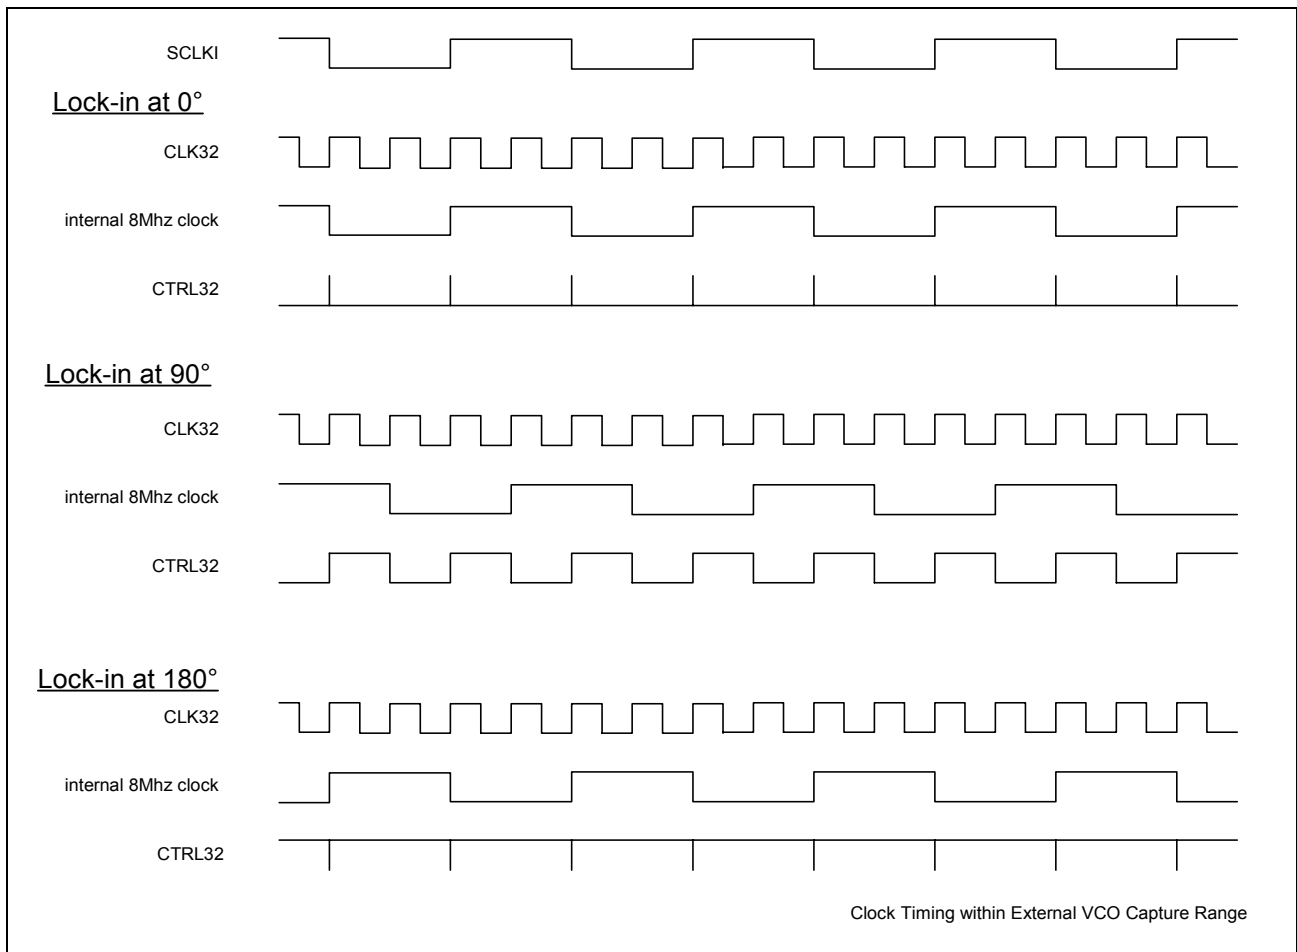 SCLKI
Lock-in at 0°
CLK32
internal 8Mhz clock
CTRL32
Lock-in at 90°
CLK32
internal 8Mhz clock
CTRL32
Lock-in at 180°
CLK32
internal 8Mhz clock
CTRL32
Clock Timing within External VCO Capture Range